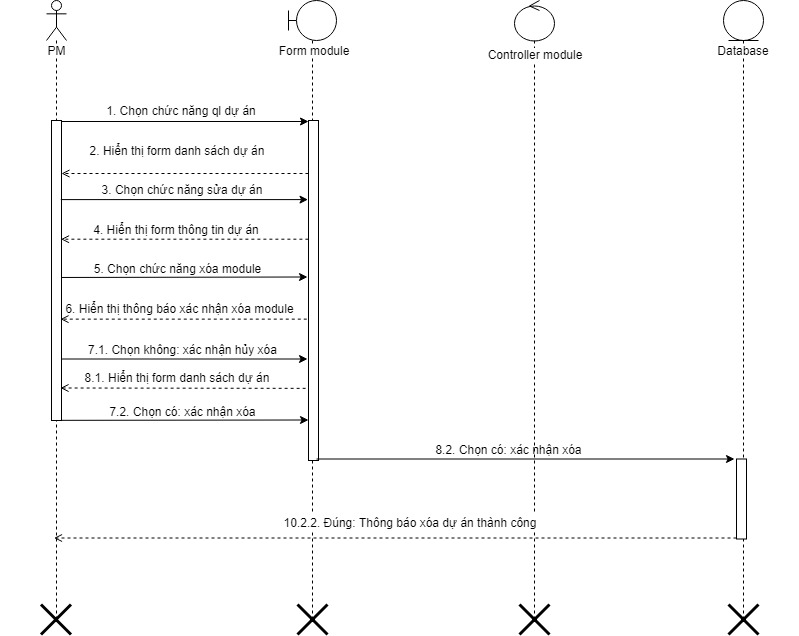 PM
Form module
Controller module
Database
1. Chọn chức năng ql dự án
2. Hiển thị form danh sách dự án
3. Chọn chức năng sửa dự án
4. Hiển thị form thông tin dự án
5. Chọn chức năng xóa module
6. Hiển thị thông báo xác nhận xóa module
7.1. Chọn không: xác nhận hủy xóa
8.1. Hiển thị form danh sách dự án
7.2. Chọn có: xác nhận xóa
8.2. Chọn có: xác nhận xóa
10.2.2. Đúng: Thông báo xóa dự án thành công